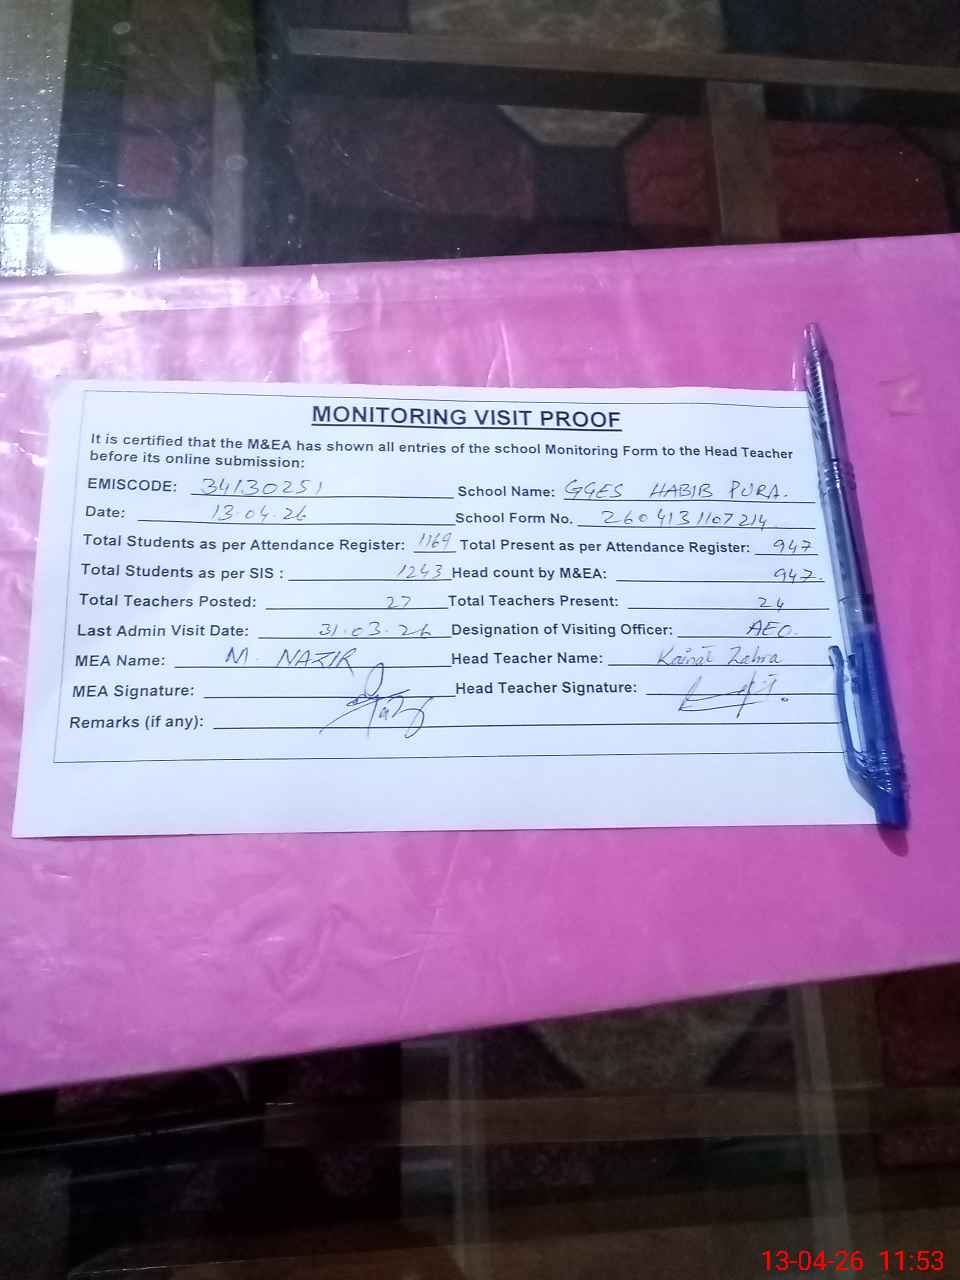 MONITORING VISIT PROOF
It is certified that the M&EA has shown all entries of the school Monitoring Form to the Head Teacher
before its online submission:
EMISCODE: 34130251 School Name: GGES HABIB PURA.
Date: 13.04.26 School Form No. 2604131107214
Total Students as per Attendance Register: 1169 Total Present as per Attendance Register: 947
Total Students as per SIS : 1243 Head count by M&EA: 947.
Total Teachers Posted: 27 Total Teachers Present: 24
Last Admin Visit Date: 31.03.26 Designation of Visiting Officer: AEO.
MEA Name: M. NAZIR Head Teacher Name: Kainat Zahra
MEA Signature: Head Teacher Signature:
Remarks (if any):
13-04-26 11:53